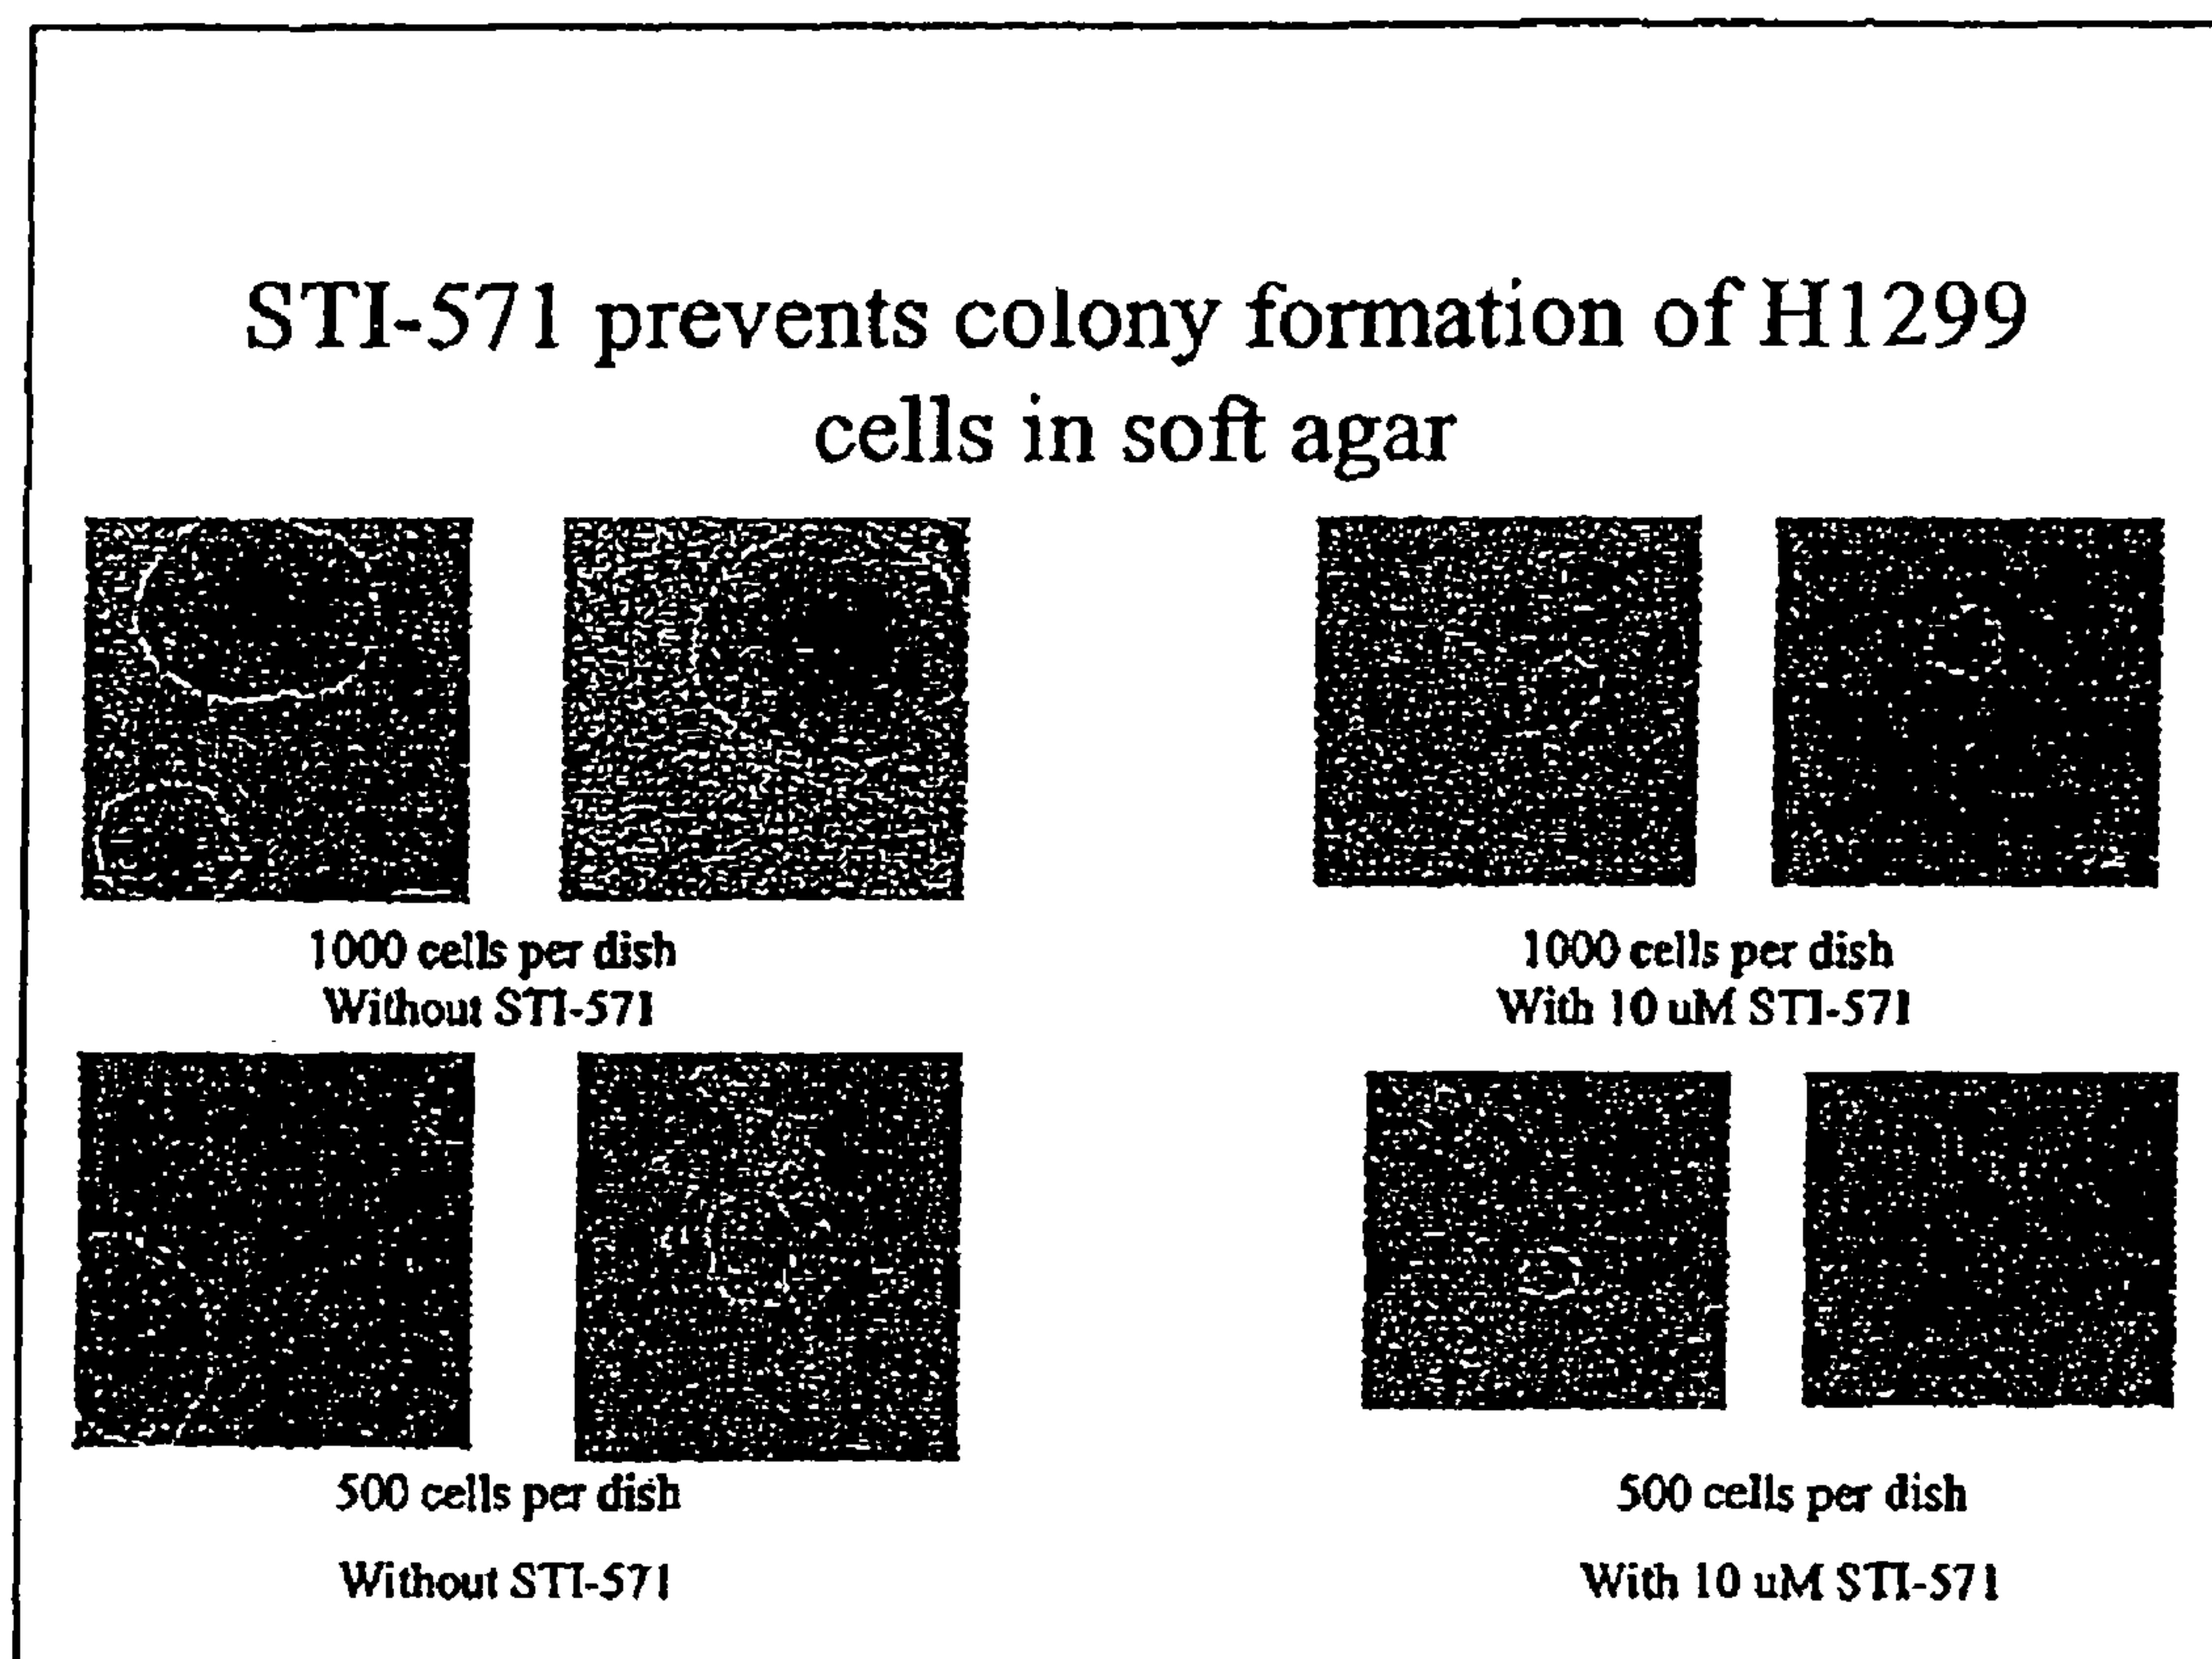 STI-571 prevents colony formation of H1299
cells in soft agar
1000 cells per dish
Without STI-571
1000 cells per dish
With 10 uM STI-571
500 cells per dish
Without STI-571
500 cells per dish
With 10 uM STI-571